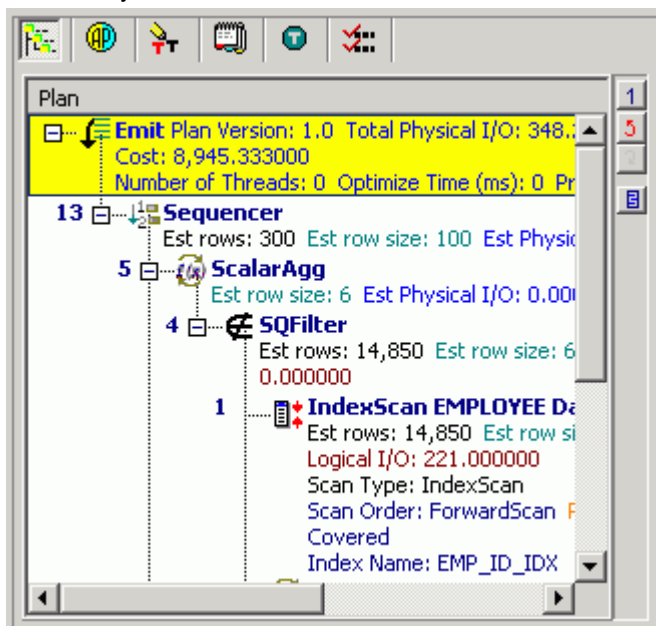 AP
T
T
T
Plan
1
5
Emit Plan Version: 1.0 Total Physical I/O: 348.
Cost: 8,945.333000
Number of Threads: 0 Optimize Time (ms): 0 Pr
13 Sequencer
Est rows: 300 Est row size: 100 Est Physic
5 ScalarAgg
Est row size: 6 Est Physical I/O: 0.00
4 SQFilter
Est rows: 14,850 Est row size: 6
0.000000
1 IndexScan EMPLOYEE Da
Est rows: 14,850 Est row si
Logical I/O: 221.000000
Scan Type: IndexScan
Scan Order: ForwardScan
Covered
Index Name: EMP_ID_IDX